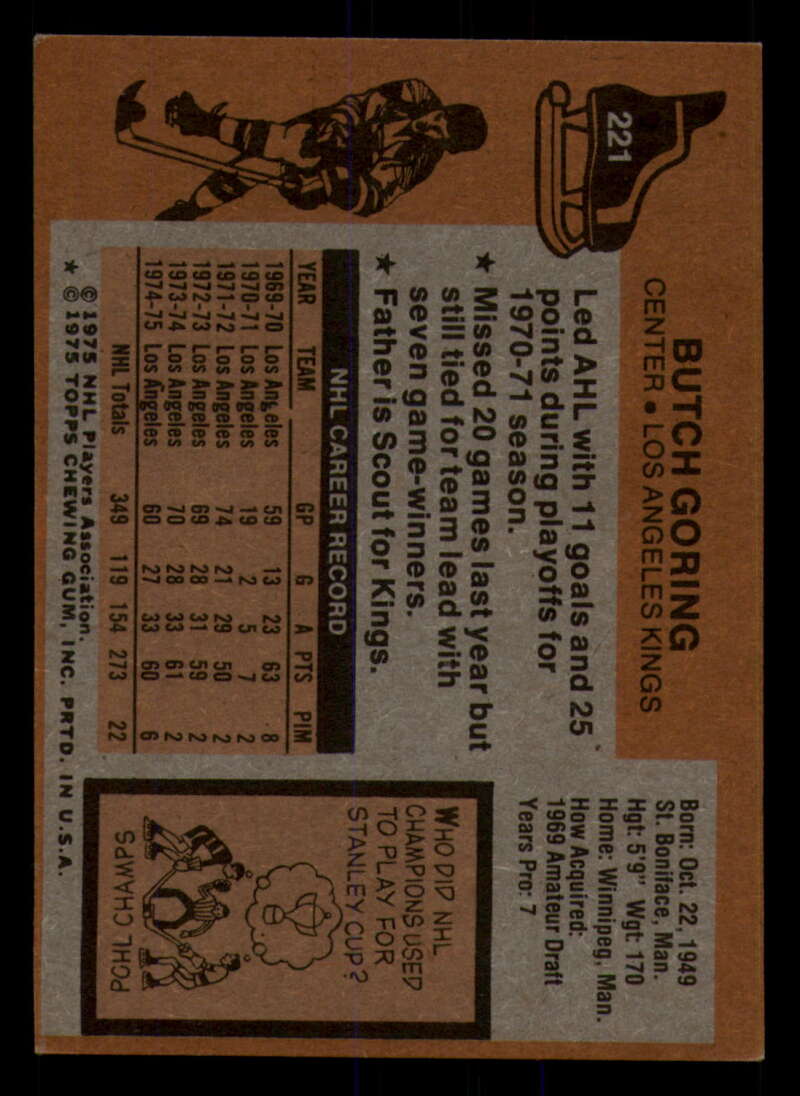 221
BUTCH GORING
CENTER • LOS ANGELES KINGS
Led AHL with 11 goals and 25
points during playoffs for
1970-71 season.
★ Missed 20 games last year but
still tied for team lead with
seven game-winners.
★ Father is Scout for Kings.
Born: Oct. 22, 1949
St. Boniface, Man.
Hgt: 5'9" Wgt: 170
Home: Winnipeg, Man.
How Acquired:
1969 Amateur Draft
Years Pro: 7
NHL CAREER RECORD
YEAR TEAM GP G A PTS PIM
1969-70 Los Angeles 59 13 23 63 8
1970-71 Los Angeles 19 2 5 7 2
1971-72 Los Angeles 74 21 29 50 2
1972-73 Los Angeles 69 28 31 59 2
1973-74 Los Angeles 70 28 33 61 2
1974-75 Los Angeles 60 27 33 60 6
NHL Totals 349 119 154 273 22
© 1975 NHL Players Association.
★ © 1975 TOPPS CHEWING GUM, INC. PRTD. IN U.S.A.
WHO DID NHL
CHAMPIONS USED
TO PLAY FOR
STANLEY CUP?
PCHL CHAMPS